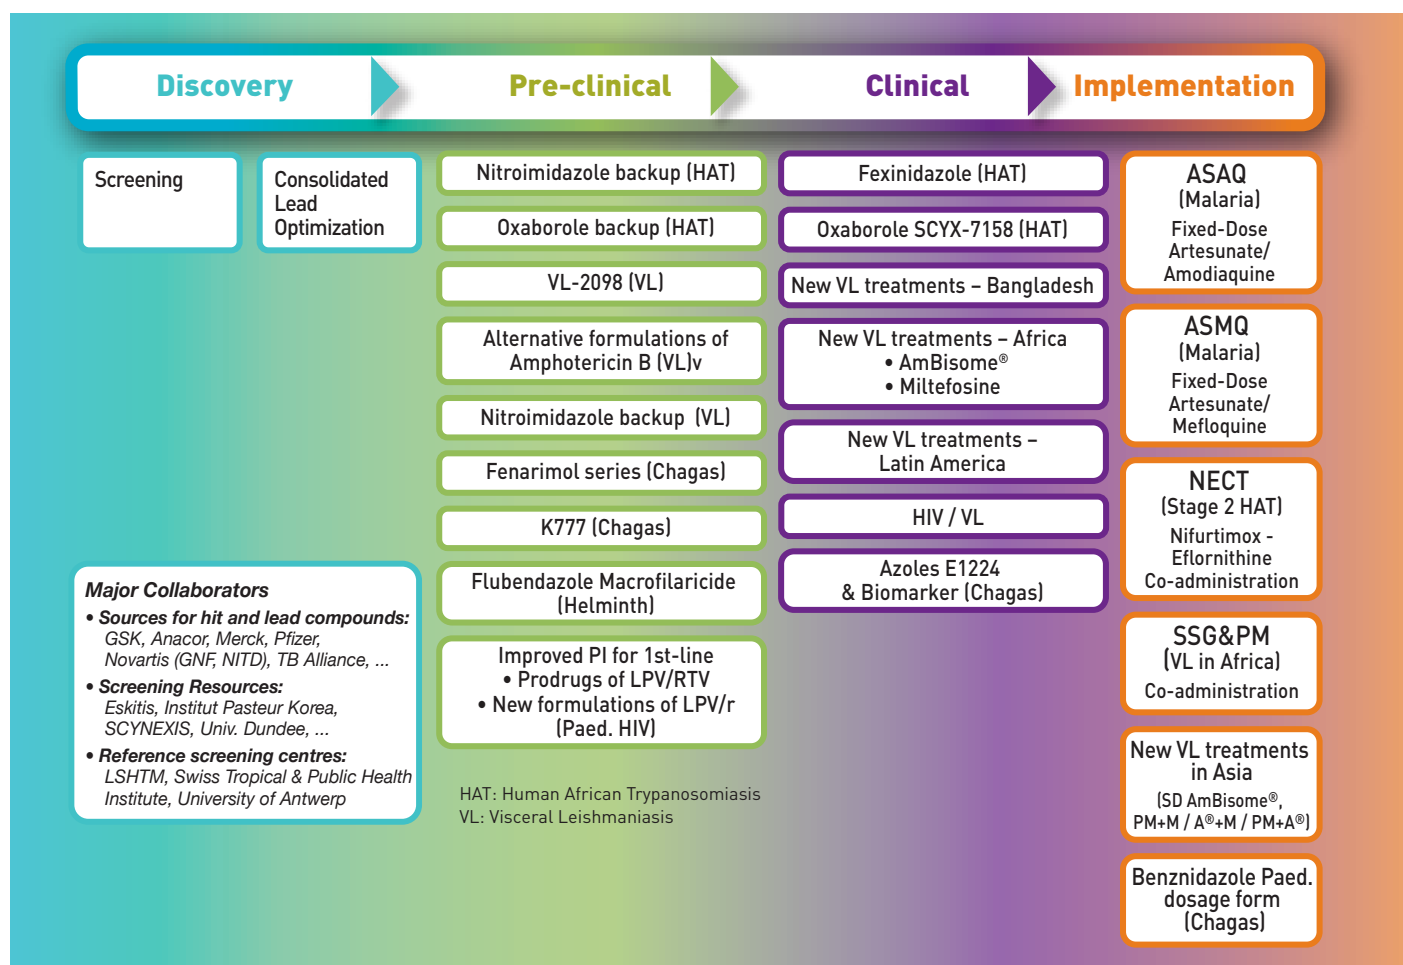 Discovery
Pre-clinical
Clinical
Implementation
Screening
Consolidated
Lead
Optimization
Major Collaborators
• Sources for hit and lead compounds:
GSK, Anacor, Merck, Pfizer,
Novartis (GNF, NITD), TB Alliance, ...
• Screening Resources:
Eskitis, Institut Pasteur Korea,
SCYNEXIS, Univ. Dundee, ...
• Reference screening centres:
LSHTM, Swiss Tropical & Public Health
Institute, University of Antwerp
Nitroimidazole backup (HAT)
Oxaborole backup (HAT)
VL-2098 (VL)
Alternative formulations of
Amphotericin B (VL)v
Nitroimidazole backup (VL)
Fenarimol series (Chagas)
K777 (Chagas)
Flubendazole Macrofilaricide
(Helminth)
Improved PI for 1st-line
• Prodrugs of LPV/RTV
• New formulations of LPV/r
(Paed. HIV)
HAT: Human African Trypanosomiasis
VL: Visceral Leishmaniasis
Fexinidazole (HAT)
Oxaborole SCYX-7158 (HAT)
New VL treatments – Bangladesh
New VL treatments – Africa
• AmBisome®
• Miltefosine
New VL treatments –
Latin America
HIV / VL
Azoles E1224
& Biomarker (Chagas)
ASAQ
(Malaria)
Fixed-Dose
Artesunate/
Amodiaquine
ASMQ
(Malaria)
Fixed-Dose
Artesunate/
Mefloquine
NECT
(Stage 2 HAT)
Nifurtimox -
Eflornithine
Co-administration
SSG&PM
(VL in Africa)
Co-administration
New VL treatments
in Asia
(SD AmBisome®,
PM+M / A®+M / PM+A®)
Benznidazole Paed.
dosage form
(Chagas)